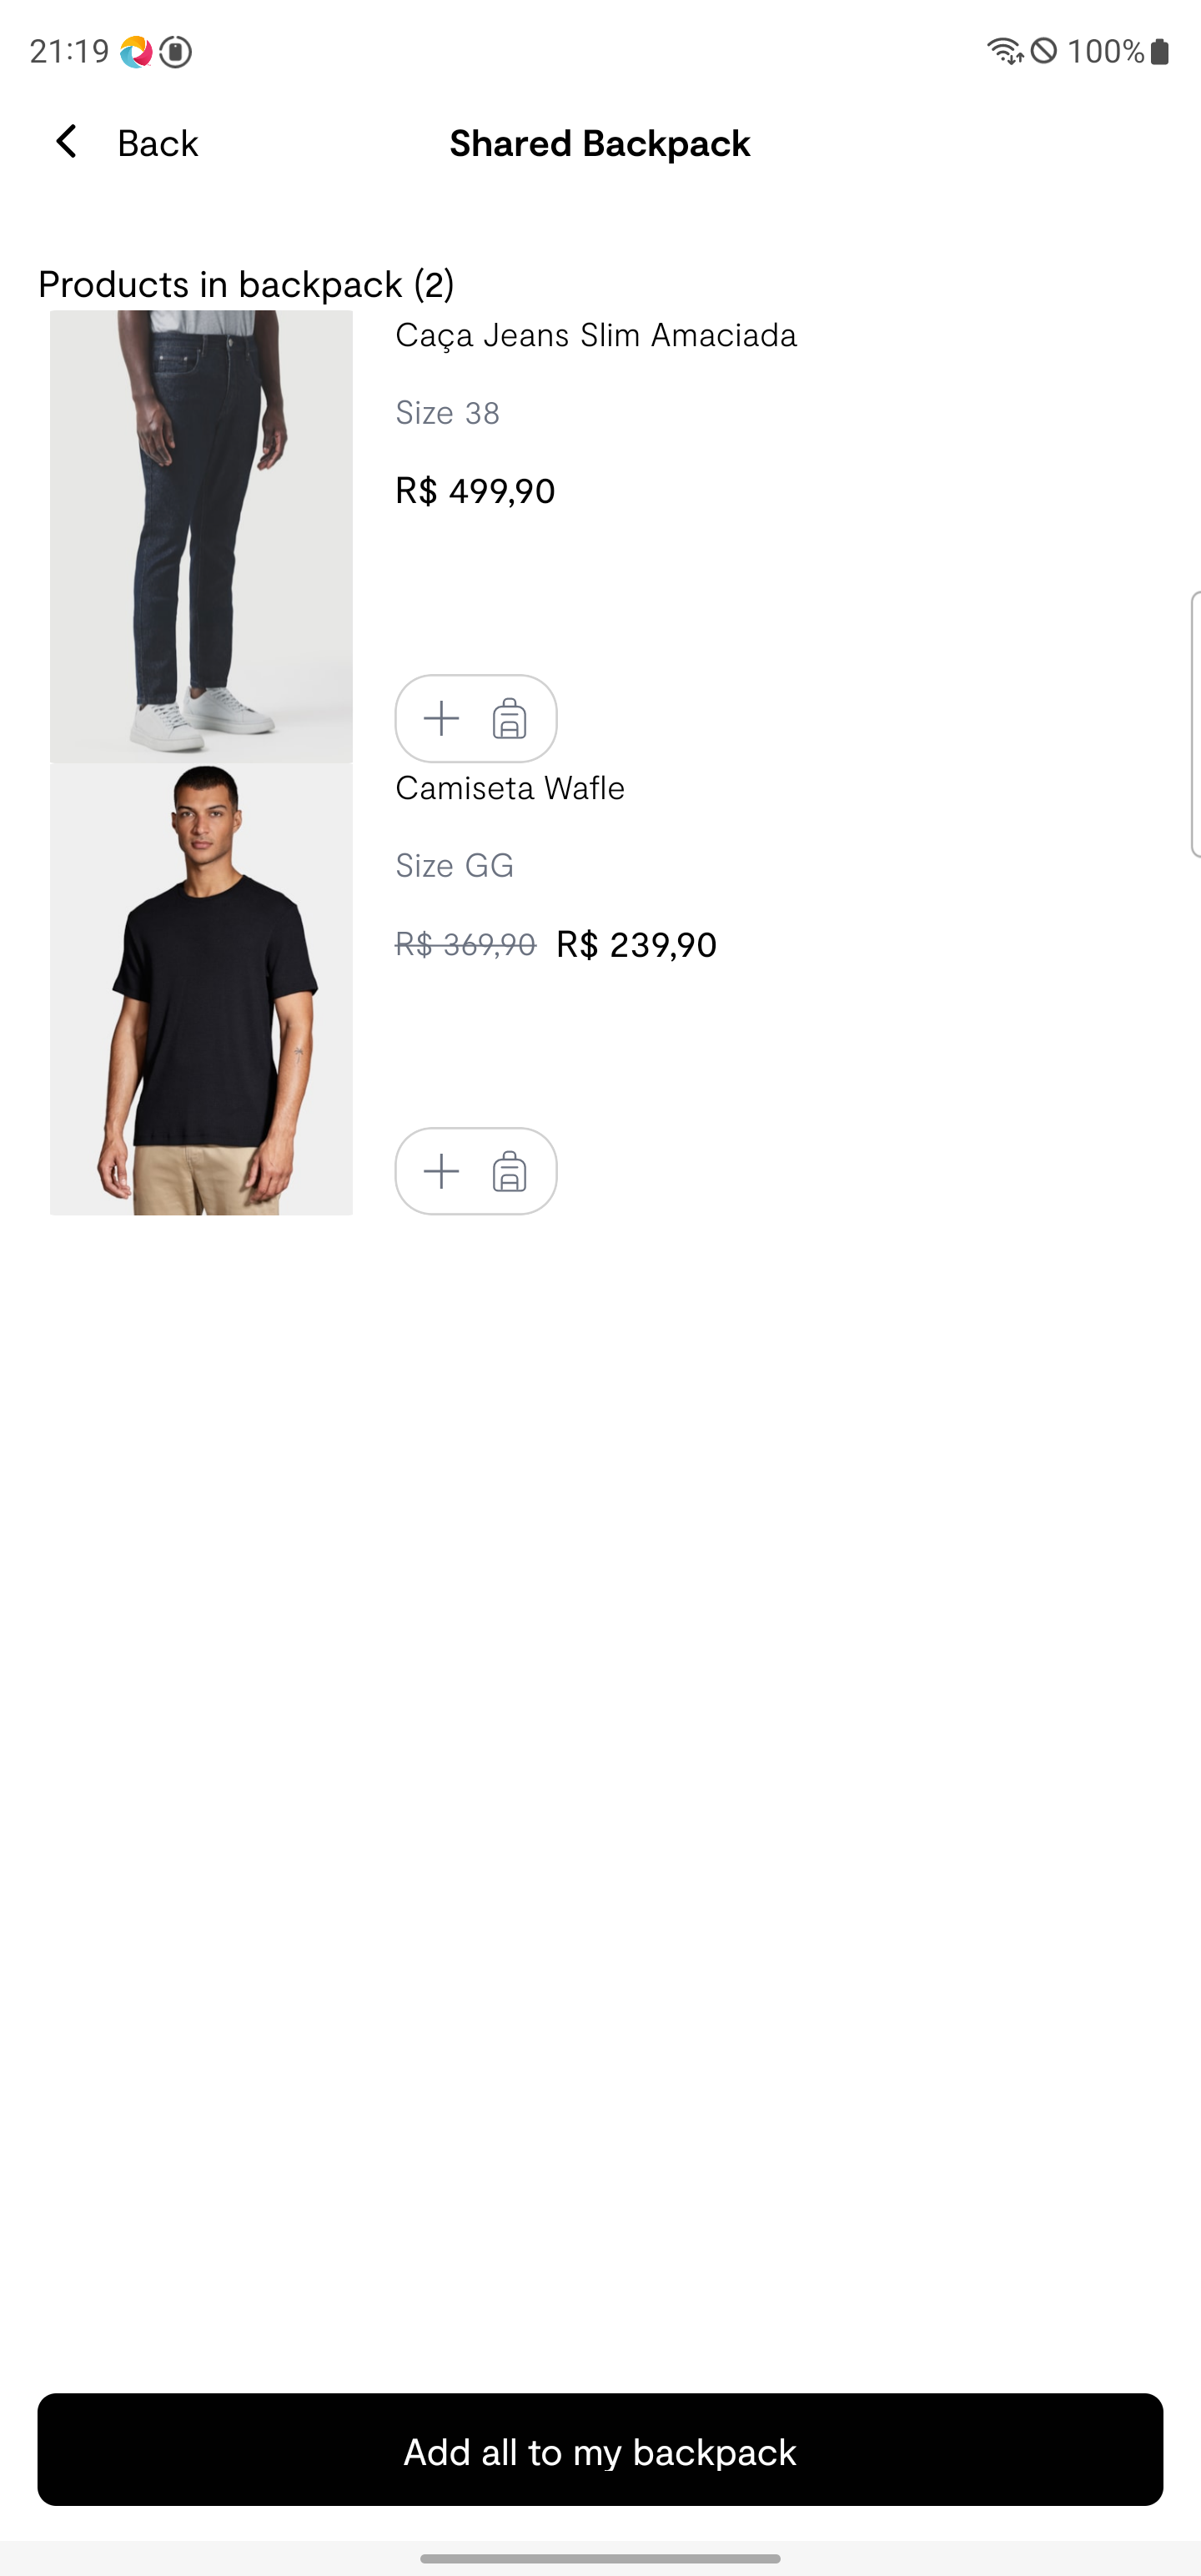 21:19
100%
Back
Shared Backpack
Products in backpack (2)
Caça Jeans Slim Amaciada
Size 38
R$ 499,90
Camiseta Wafle
Size GG
R$ 369,90 R$ 239,90
Add all to my backpack